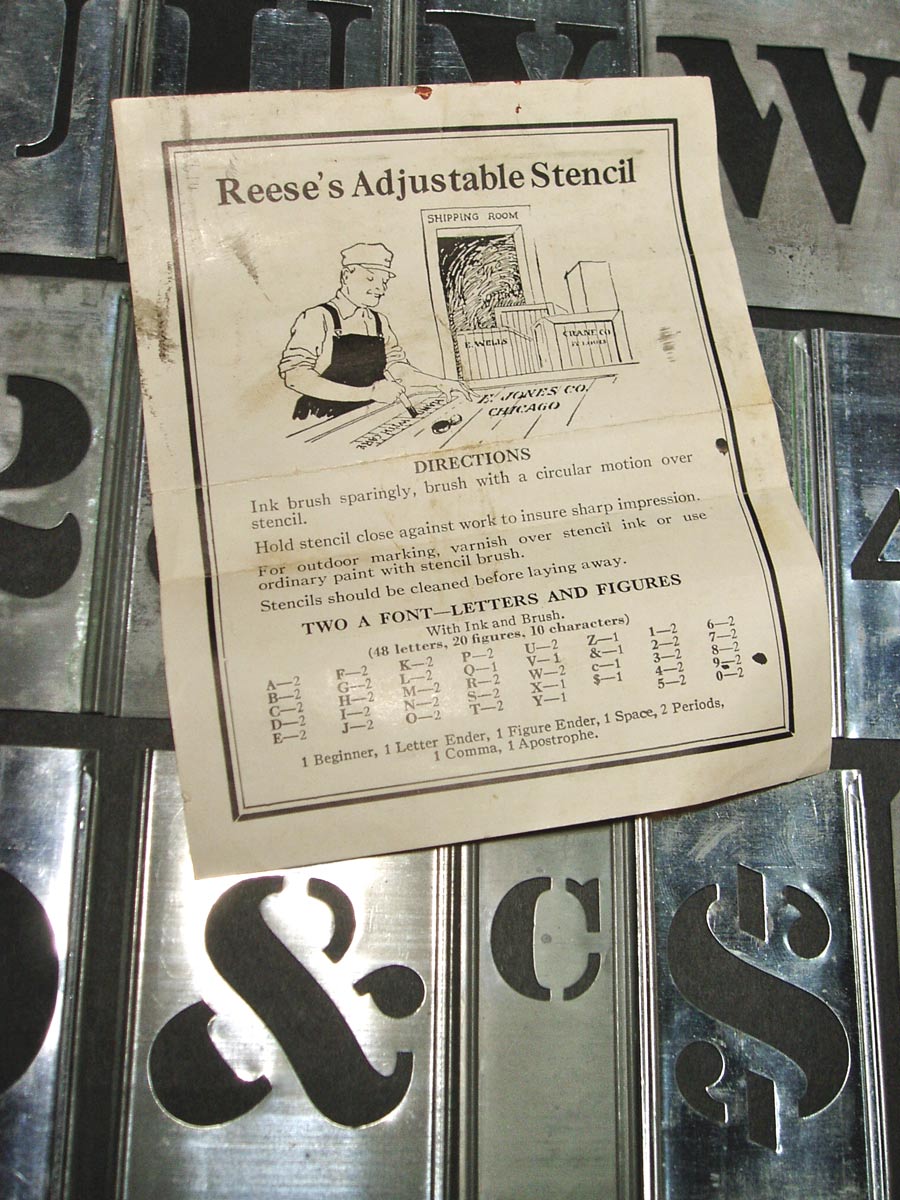 J U V W
Reese's Adjustable Stencil
SHIPPING ROOM
E. WELLS
CRANE CO
ST LOUIS
E. JONES CO.
CHICAGO
DIRECTIONS
Ink brush sparingly, brush with a circular motion over
stencil.
Hold stencil close against work to insure sharp impression.
For outdoor marking, varnish over stencil ink or use
ordinary paint with stencil brush.
Stencils should be cleaned before laying away.
TWO A FONT—LETTERS AND FIGURES
With Ink and Brush.
(48 letters, 20 figures, 10 characters)
A—2 F—2 K—2 P—2 U—2 Z—1 1—2 6—2
B—2 G—2 L—2 Q—1 V—1 &—1 2—2 7—2
C—2 H—2 M—2 R—2 W—2 c—1 3—2 8—2
D—2 I—2 N—2 S—2 X—1 $—1 4—2 9—2
E—2 J—2 O—2 T—2 Y—1 5—2 0—2
1 Beginner, 1 Letter Ender, 1 Figure Ender, 1 Space, 2 Periods,
1 Comma, 1 Apostrophe.
2 4
& c $